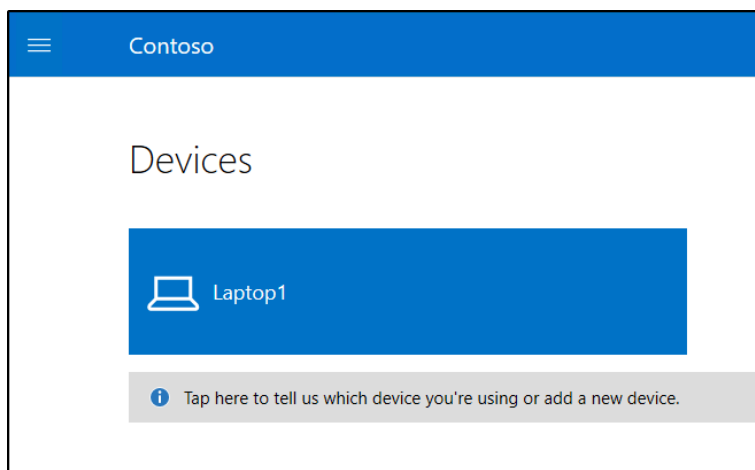 Contoso
Devices
Laptop1
Tap here to tell us which device you're using or add a new device.